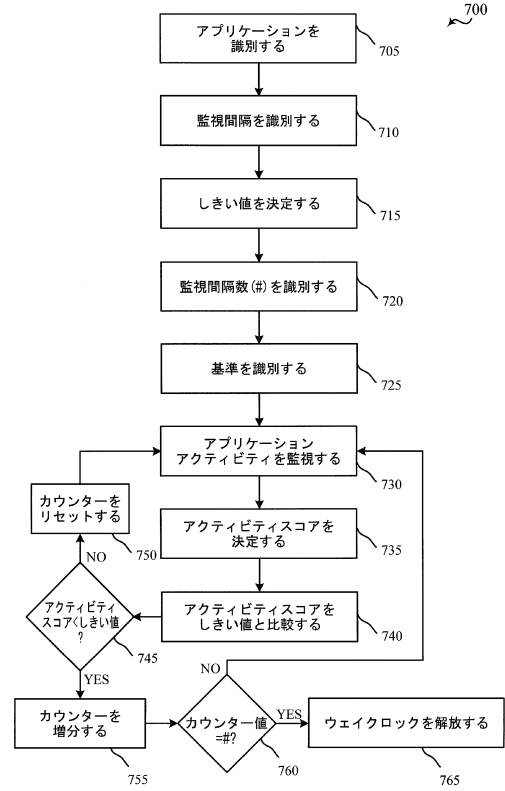 700
アプリケーションを
識別する
705
監視間隔を識別する
710
しきい値を決定する
715
監視間隔数(#)を識別する
720
基準を識別する
725
アプリケーション
アクティビティを監視する
730
カウンターを
リセットする
750
アクティビティスコアを
決定する
735
NO
アクティビティ
スコア<しきい値
?
745
アクティビティスコアを
しきい値と比較する
740
YES
NO
カウンターを
増分する
755
カウンター値
=#?
760
YES
ウェイクロックを解放する
765